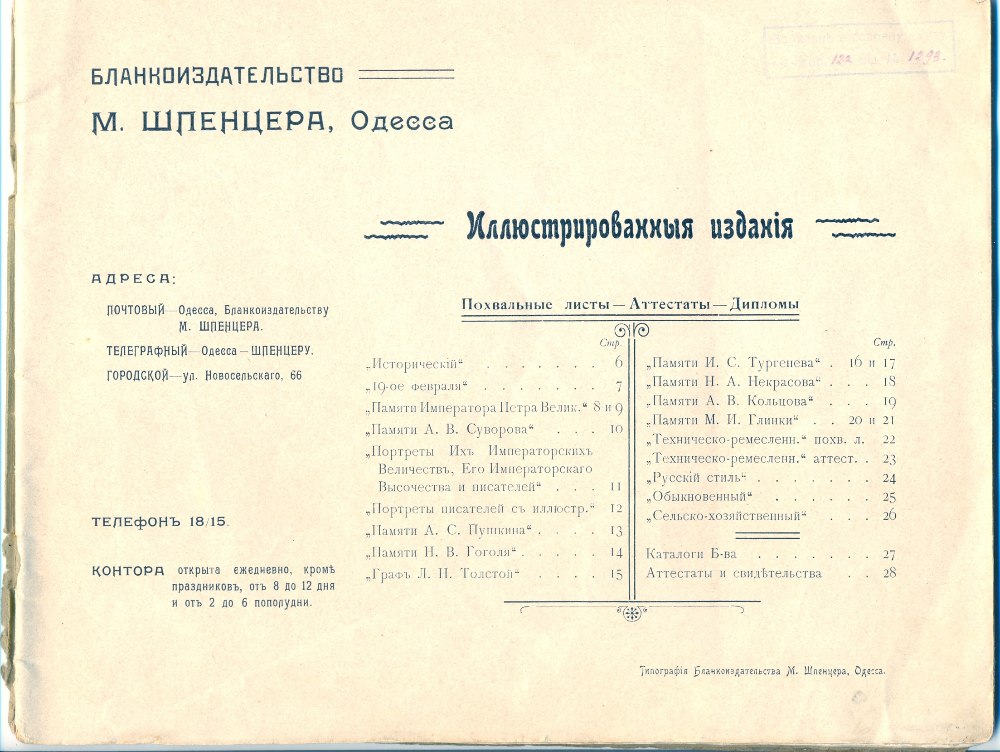 БЛАНКОИЗДАТЕЛЬСТВО
М. ШПЕНЦЕРА, Одесса
Иллюстрированныя изданія
АДРЕСА:
ПОЧТОВЫЙ—Одесса, Бланкоиздательству
М. ШПЕНЦЕРА.
ТЕЛЕГРАФНЫЙ—Одесса—ШПЕНЦЕРУ.
ГОРОДСКОЙ—ул. Новосельскаго, 66
ТЕЛЕФОНЪ 18/15.
КОНТОРА открыта ежедневно, кромѣ
праздниковъ, отъ 8 до 12 дня
и отъ 2 до 6 пополудни.
Похвальные листы—Аттестаты—Дипломы
Стр.
„Историческій“ . . . . . . . 6
„19-ое февраля“ . . . . . . . 7
„Памяти Императора Петра Велик.“ 8 и 9
„Памяти А. В. Суворова“ . . . 10
„Портреты Ихъ Императорскихъ
Величествъ, Его Императорскаго
Высочества и писателей“ . . . 11
„Портреты писателей съ иллюстр.“ 12
„Памяти А. С. Пушкина“ . . . . 13
„Памяти Н. В. Гоголя“ . . . . . 14
„Графъ Л. Н. Толстой“ . . . . 15
Стр.
„Памяти И. С. Тургенева“ . 16 и 17
„Памяти Н. А. Некрасова“ . . . 18
„Памяти А. В. Кольцова“ . . . 19
„Памяти М. И. Глинки“ . . 20 и 21
„Техническо-ремесленн.“ похв. л. 22
„Техническо-ремесленн.“ аттест. . 23
„Русскій стиль“ . . . . . . . 24
„Обыкновенный“ . . . . . . 25
„Сельско-хозяйственный“ . . . 26
Каталоги Б-ва . . . . . . . 27
Аттестаты и свидѣтельства . . 28
Типографія Бланкоиздательства М. Шпенцера, Одесса.